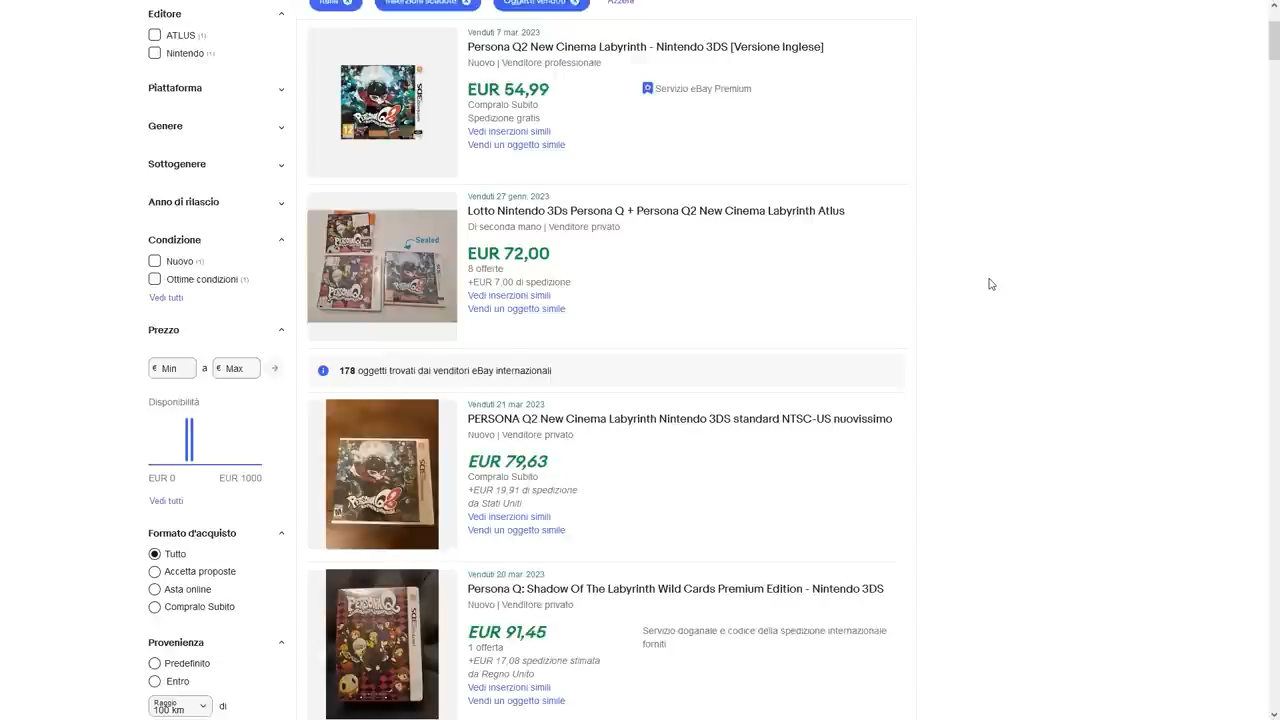 Editore
ATLUS (1)
Nintendo (1)
Piattaforma
Genere
Sottogenere
Anno di rilascio
Condizione
Nuovo (1)
Ottime condizioni (1)
Vedi tutti
Prezzo
€ Min a € Max
Disponibilità
EUR 0 EUR 1000
Vedi tutti
Formato d'acquisto
Tutto
Accetta proposte
Asta online
Compralo Subito
Provenienza
Predefinito
Entro
Raggio
100 km di
Italia Inserzioni scadute Oggetti venduti Azzera
Venduti 7 mar. 2023
Persona Q2 New Cinema Labyrinth - Nintendo 3DS [Versione Inglese]
Nuovo | Venditore professionale
EUR 54,99
Servizio eBay Premium
Compralo Subito
Spedizione gratis
Vedi inserzioni simili
Vendi un oggetto simile
Venduti 27 genn. 2023
Lotto Nintendo 3Ds Persona Q + Persona Q2 New Cinema Labyrinth Atlus
Di seconda mano | Venditore privato
Sealed
EUR 72,00
8 offerte
+EUR 7,00 di spedizione
Vedi inserzioni simili
Vendi un oggetto simile
178 oggetti trovati dai venditori eBay internazionali
Venduti 21 mar. 2023
PERSONA Q2 New Cinema Labyrinth Nintendo 3DS standard NTSC-US nuovissimo
Nuovo | Venditore privato
EUR 79,63
Compralo Subito
+EUR 19,91 di spedizione
da Stati Uniti
Vedi inserzioni simili
Vendi un oggetto simile
PERSONA Q2
Venduti 20 mar. 2023
Persona Q: Shadow Of The Labyrinth Wild Cards Premium Edition - Nintendo 3DS
Nuovo | Venditore privato
EUR 91,45
Servizio doganale e codice della spedizione internazionale
forniti
1 offerta
+EUR 17,08 spedizione stimata
da Regno Unito
Vedi inserzioni simili
Vendi un oggetto simile
PERSONA Q